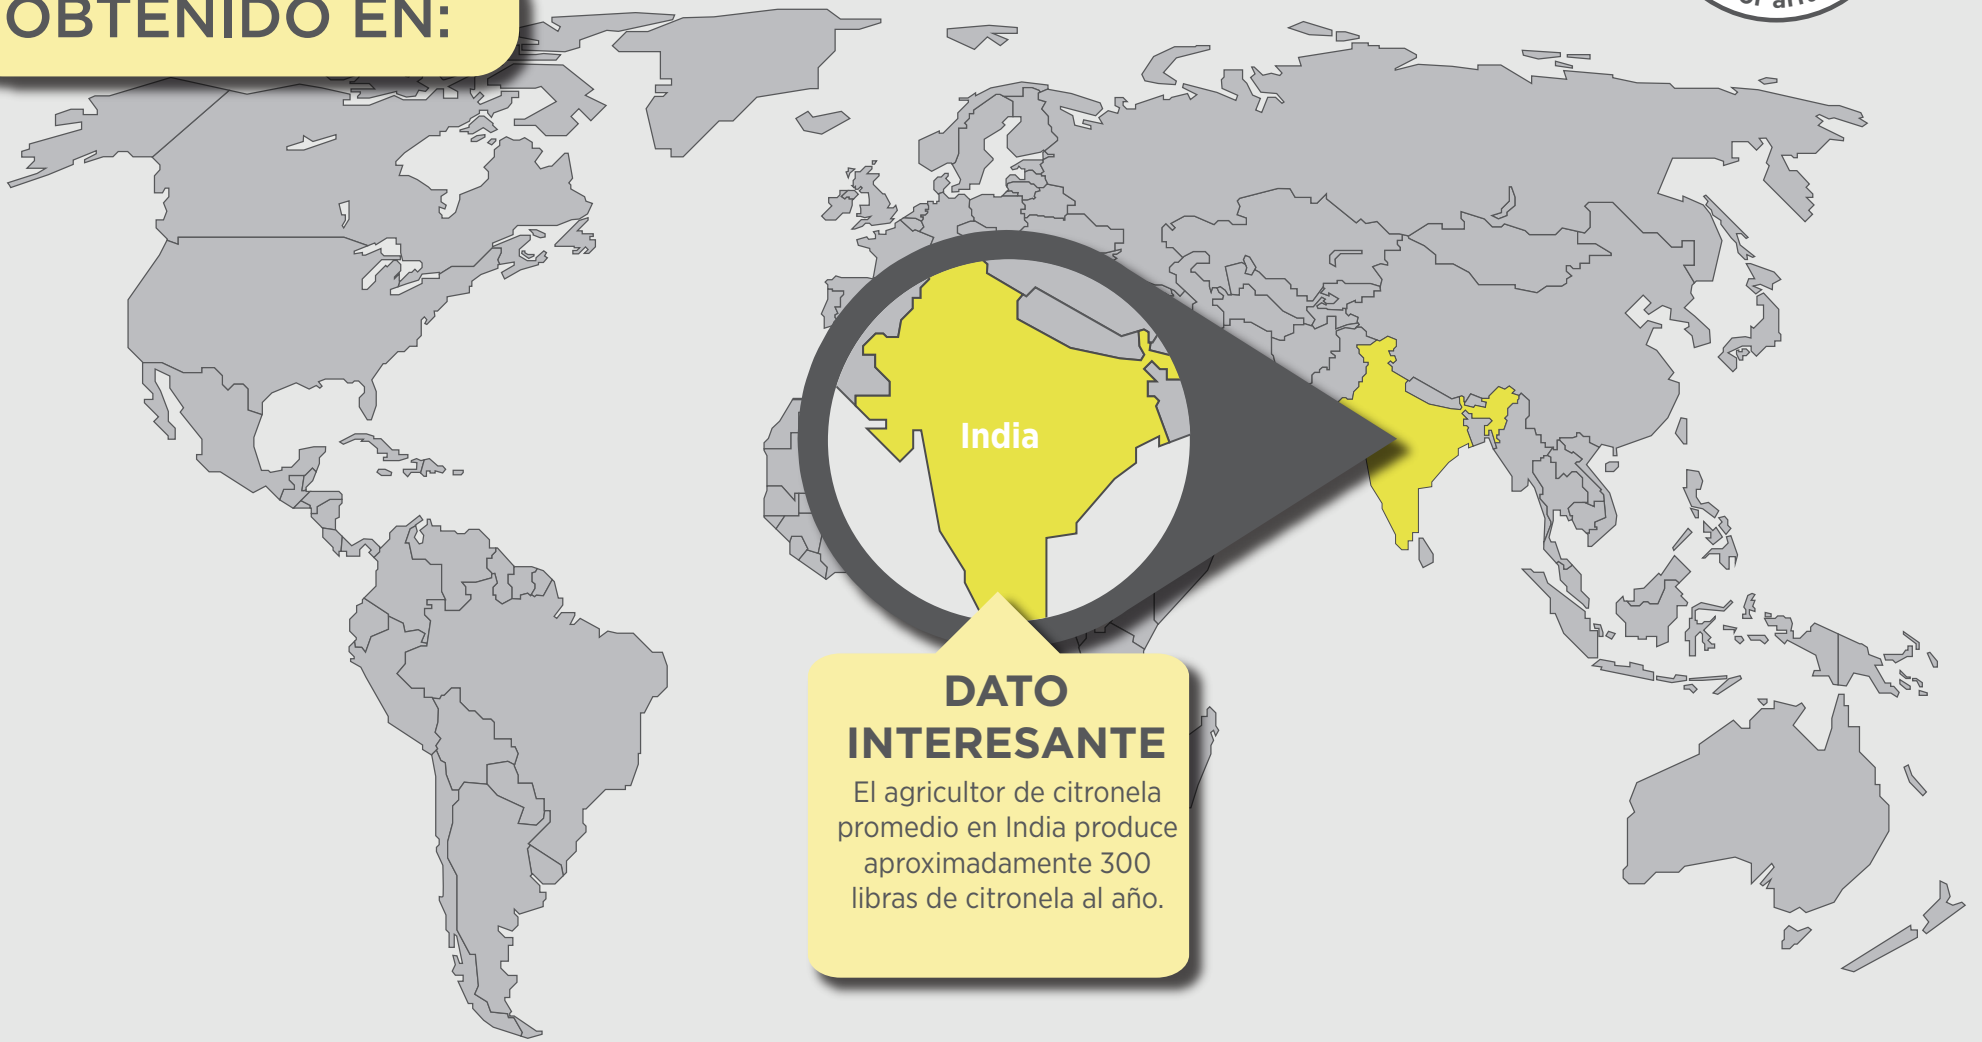 OBTENIDO EN:
India
DATO
INTERESANTE
El agricultor de citronela
promedio en India produce
aproximadamente 300
libras de citronela al año.